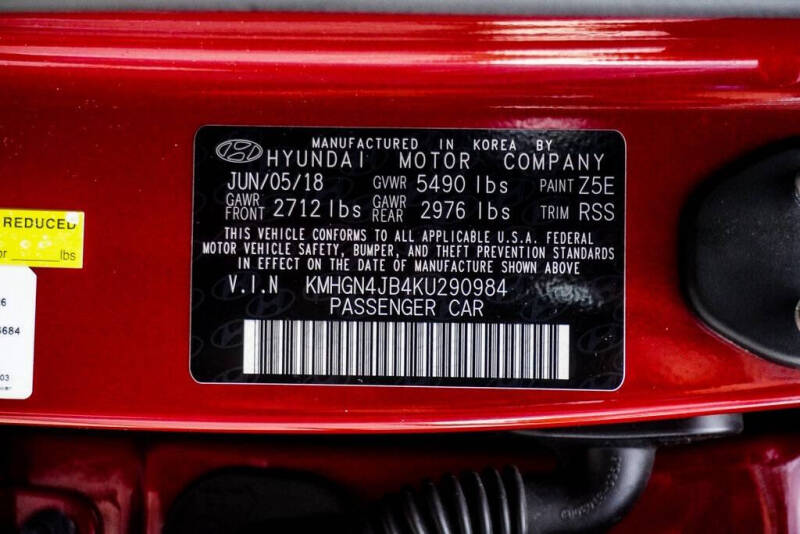 MANUFACTURED IN KOREA BY
HYUNDAI MOTOR COMPANY
JUN/05/18 GVWR 5490 lbs PAINT Z5E
GAWR FRONT 2712 lbs GAWR REAR 2976 lbs TRIM RSS
THIS VEHICLE CONFORMS TO ALL APPLICABLE U.S.A. FEDERAL
MOTOR VEHICLE SAFETY, BUMPER, AND THEFT PREVENTION STANDARDS
IN EFFECT ON THE DATE OF MANUFACTURE SHOWN ABOVE
V.I.N KMHGN4JB4KU290984
PASSENGER CAR
REDUCED
lbs
6684
03